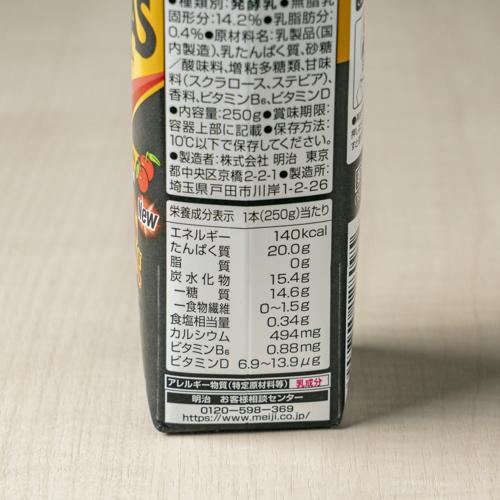 ●種類別:発酵乳●無脂乳
固形分:14.2%●乳脂肪分:
0.4%●原材料名:乳製品(国
内製造)、乳たんぱく質、砂糖
/酸味料、増粘多糖類、甘味
料(スクラロース、ステビア)、
香料、ビタミンB₆、ビタミンD
●内容量:250g●賞味期限:
容器上部に記載●保存方法:
10℃以下で保存してください。
●製造者:株式会社 明治 東京
都中央区京橋2-2-1●製造所:
埼玉県戸田市川岸1-2-26
New
栄養成分表示 1本(250g)当たり
エネルギー 140kcal
たんぱく質 20.0g
脂質 0g
炭水化物 15.4g
-糖質 14.6g
-食物繊維 0~1.5g
食塩相当量 0.34g
カルシウム 494mg
ビタミンB₆ 0.88mg
ビタミンD 6.9~13.9μg
アレルギー物質(特定原材料等) 乳成分
明治 お客様相談センター
0120-598-369
https://www.meiji.co.jp/